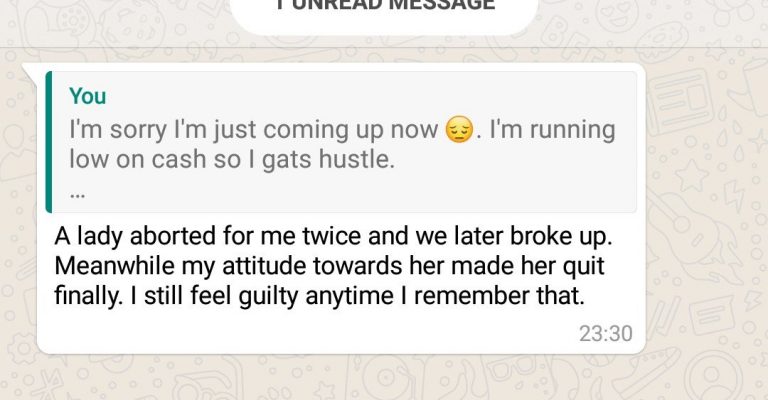 1 UNREAD MESSAGE
You
I'm sorry I'm just coming up now 😔. I'm running
low on cash so I gats hustle.
...
A lady aborted for me twice and we later broke up.
Meanwhile my attitude towards her made her quit
finally. I still feel guilty anytime I remember that.
23:30